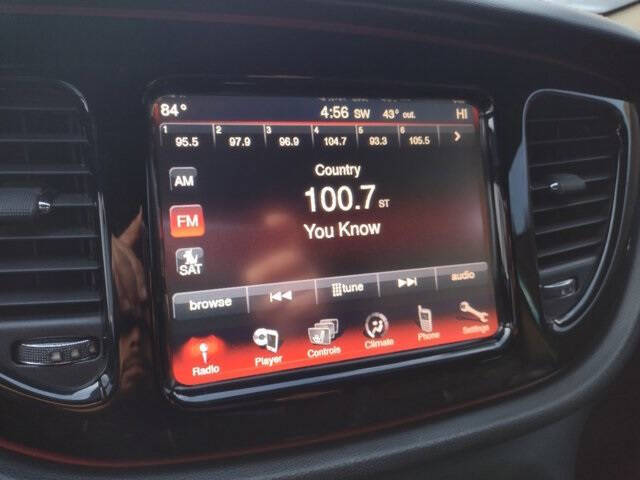 84° 4:56 SW 43° out. HI
1 2 3 4 5 6
95.5 97.9 96.9 104.7 93.3 105.5 >
AM
Country
100.7 ST
FM
You Know
SAT
browse tune audio
Radio Player Controls Climate Phone Settings